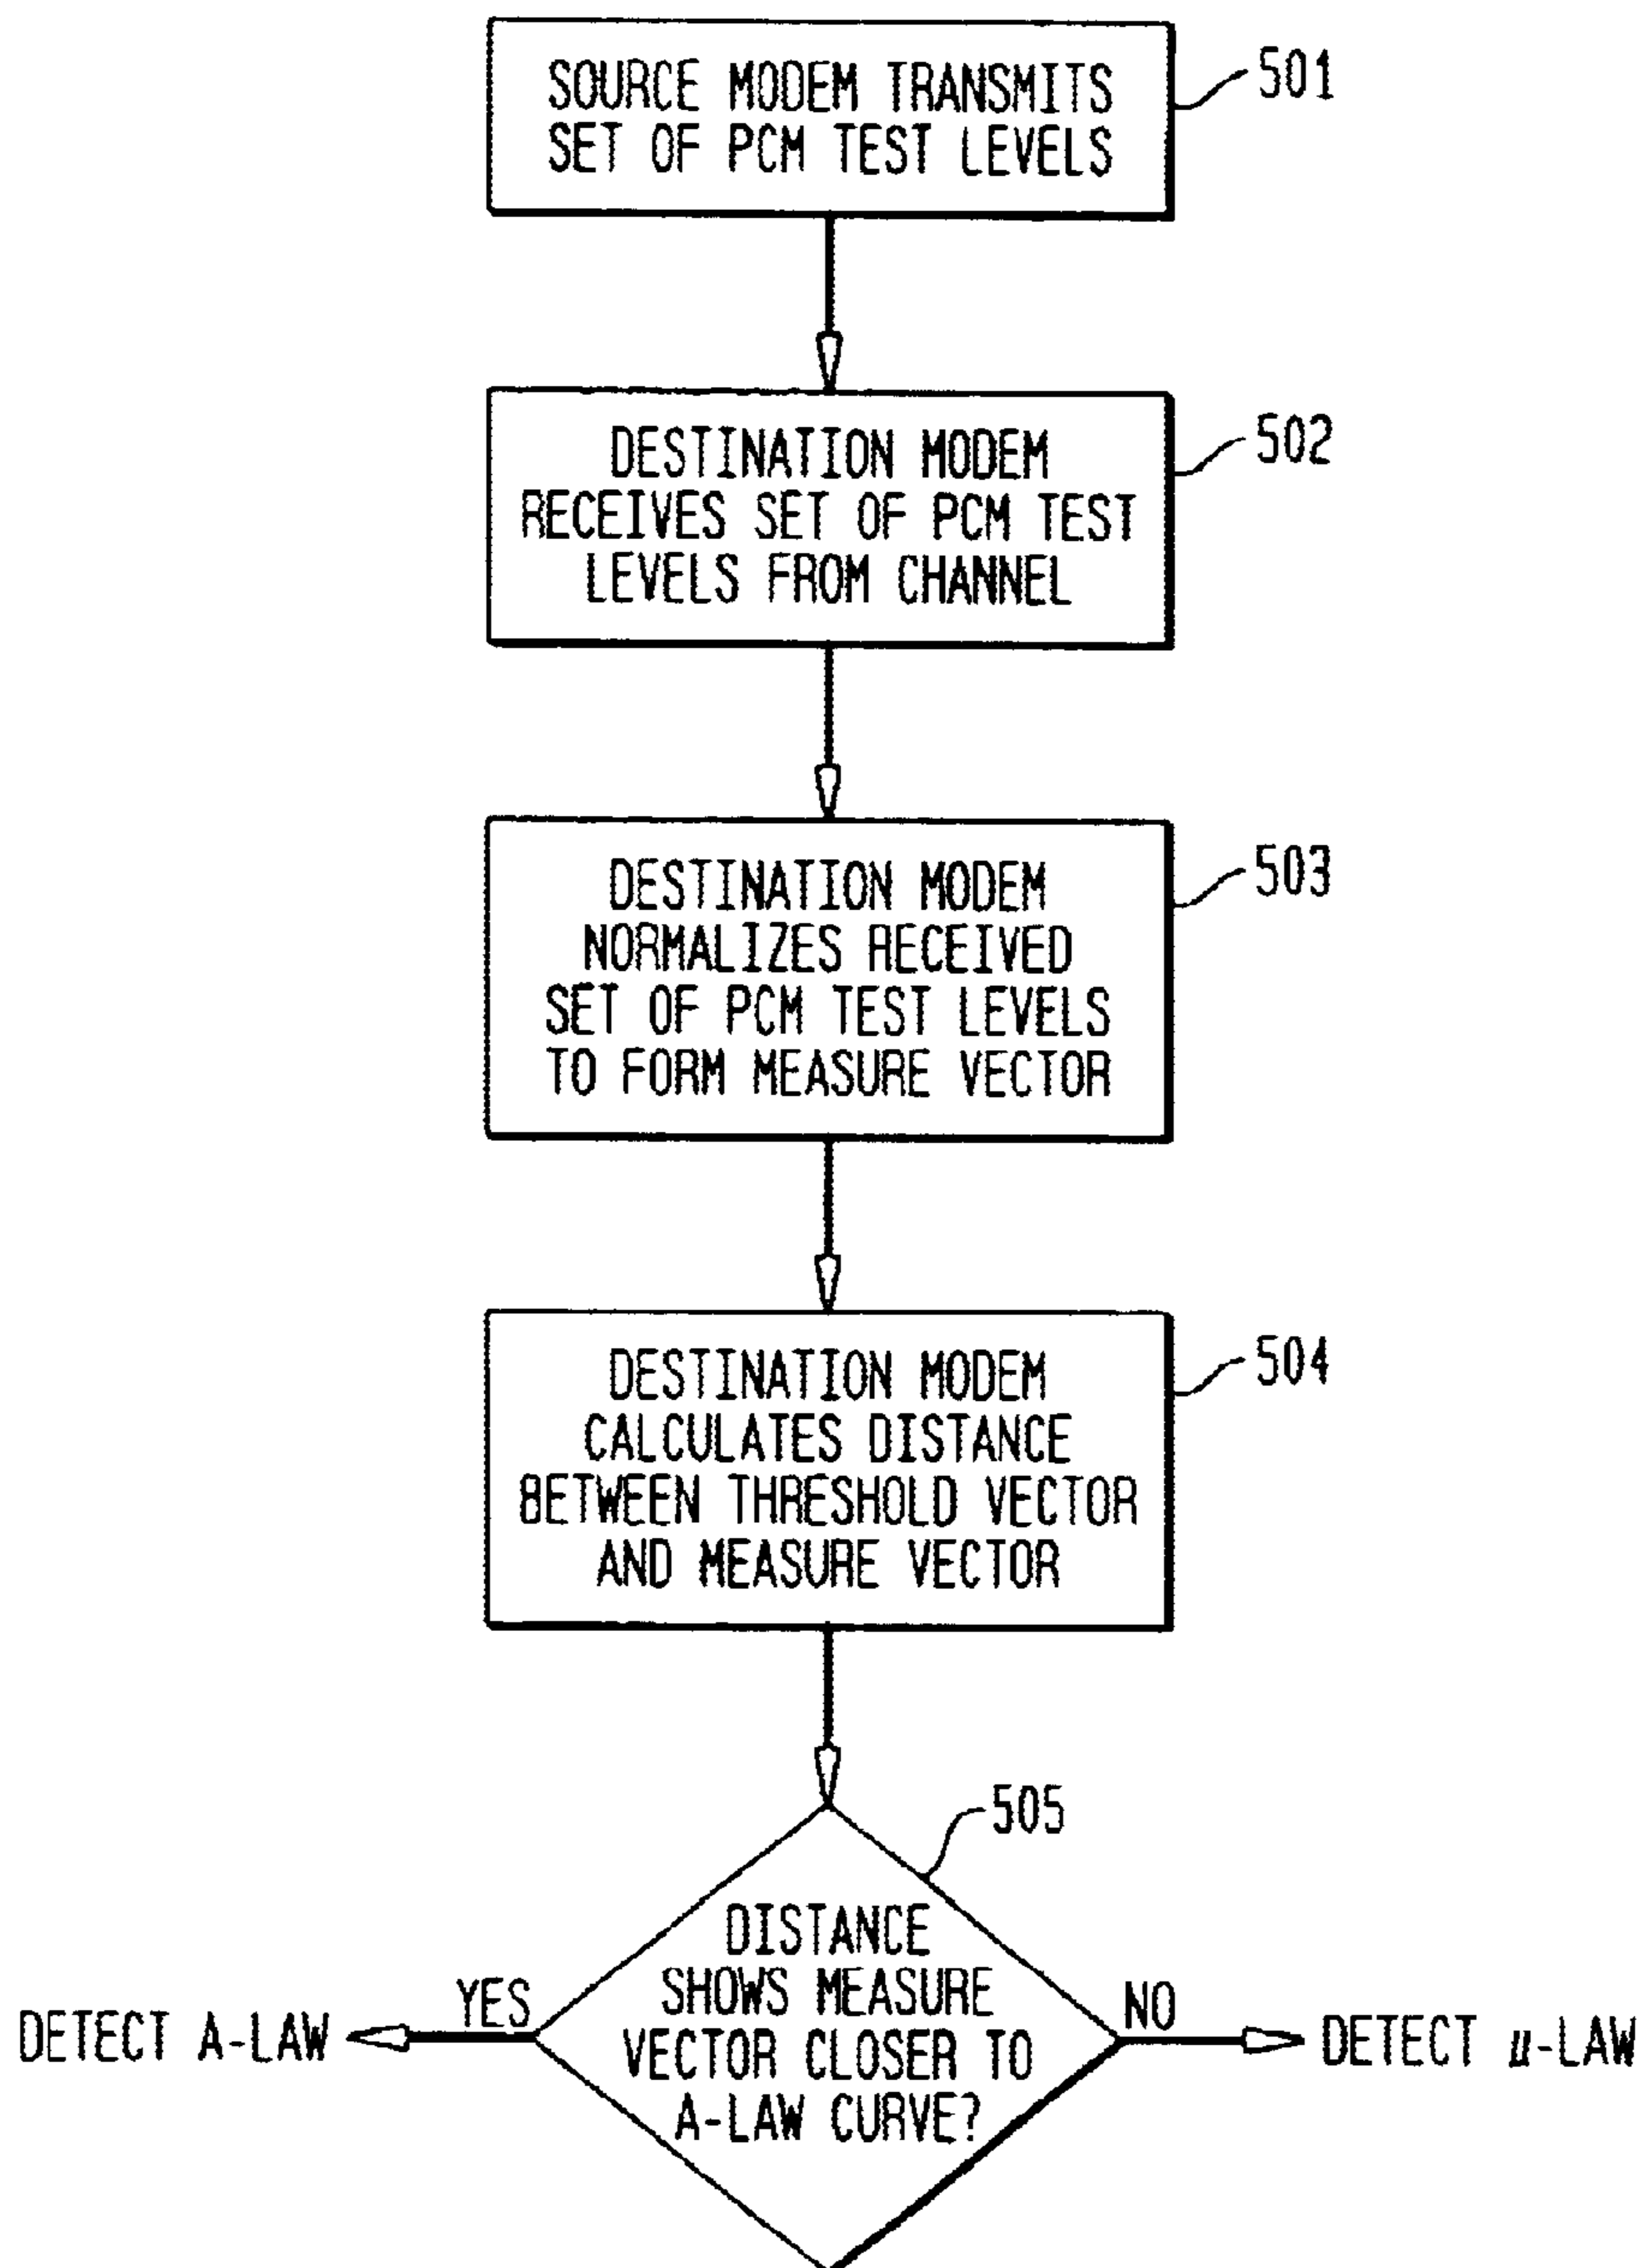 SOURCE MODEM TRANSMITS
SET OF PCM TEST LEVELS
501
DESTINATION MODEM
RECEIVES SET OF PCM TEST
LEVELS FROM CHANNEL
502
DESTINATION MODEM
NORMALIZES RECEIVED
SET OF PCM TEST LEVELS
TO FORM MEASURE VECTOR
503
DESTINATION MODEM
CALCULATES DISTANCE
BETWEEN THRESHOLD VECTOR
AND MEASURE VECTOR
504
505
DISTANCE
SHOWS MEASURE
VECTOR CLOSER TO
A-LAW CURVE?
YES
DETECT A-LAW
NO
DETECT μ-LAW